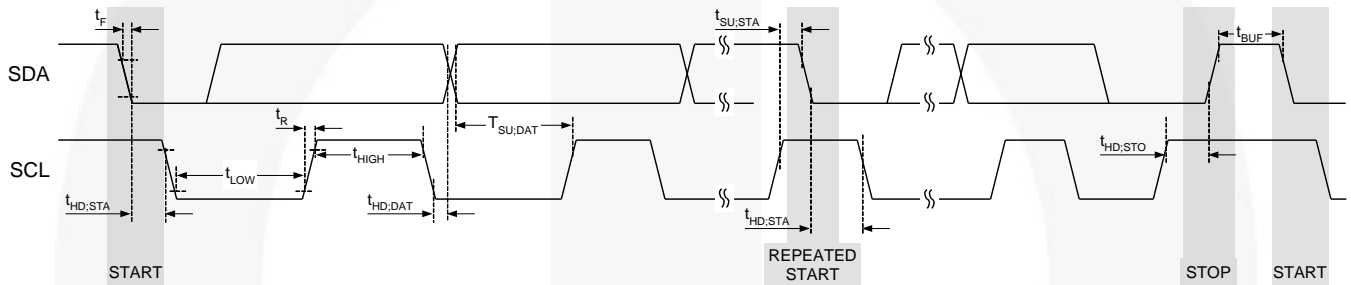 tF
tSU;STA
tBUF
SDA
tR
TSU;DAT
tHIGH
tHD;STO
SCL
tLOW
tHD;STA
tHD;DAT
tHD;STA
REPEATED
START
START
STOP
START